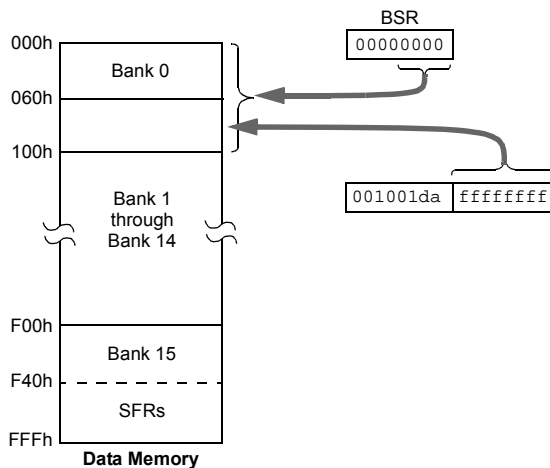 BSR
000h
00000000
Bank 0
060h
100h
001001da ffffffff
Bank 1
through
Bank 14
F00h
Bank 15
F40h
SFRs
FFFh
Data Memory